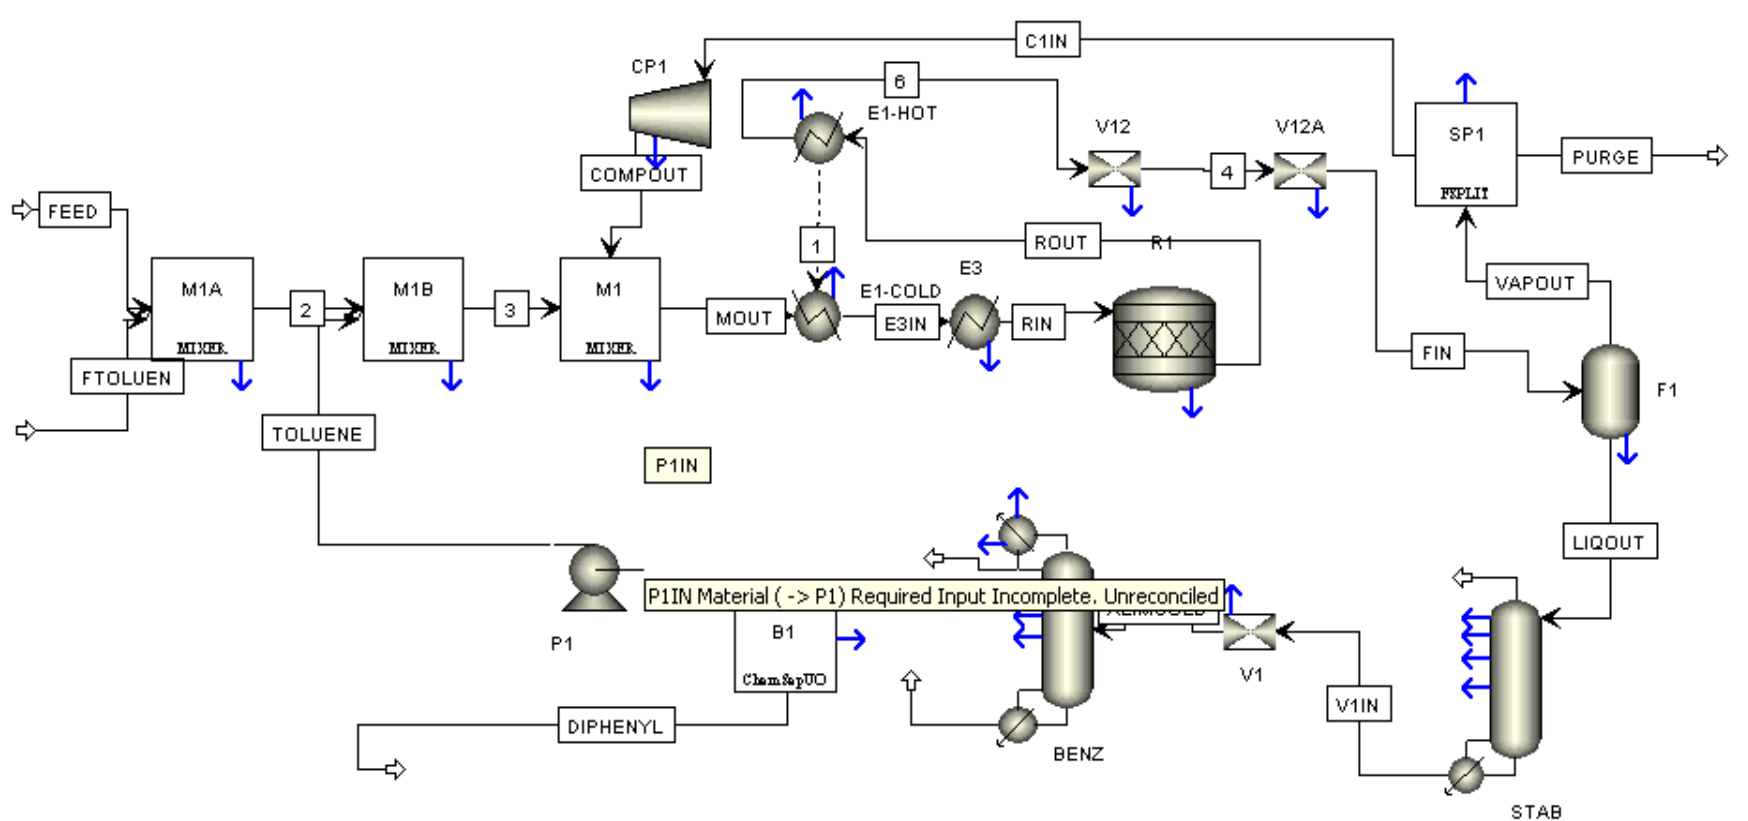 C1IN
CP1
6
E1-HOT
V12
V12A
SP1
FSPLIT
PURGE
COMPOUT
4
FEED
1
ROUT
R1
M1A
MIXER
2
M1B
MIXER
3
M1
MIXER
MOUT
E1-COLD
E3IN
E3
RIN
VAPOUT
FIN
F1
FTOLUEN
TOLUENE
P1IN
LIQOUT
P1IN Material ( -> P1) Required Input Incomplete. Unreconciled
P1
B1
ChemSepUO
V1
V1IN
DIPHENYL
BENZ
STAB